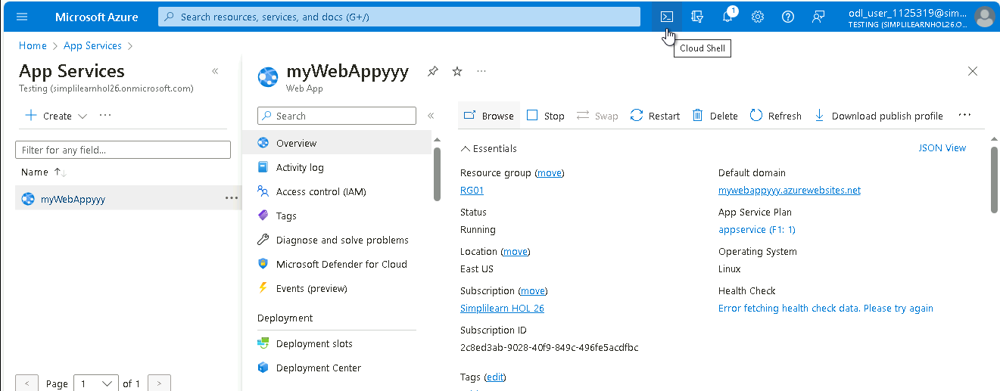 Microsoft Azure
Search resources, services, and docs (G+/)
1
odl_user_1125319@sim...
TESTING (SIMPLILEARNHOL26.O...
Cloud Shell
Home > App Services >
App Services
Testing (simplilearnhol26.onmicrosoft.com)
+ Create ...
Filter for any field...
Name ↑↓
myWebAppyyy ...
< Page 1 of 1 >
myWebAppyyy ...
Web App
Search
«
Overview
Activity log
Access control (IAM)
Tags
Diagnose and solve problems
Microsoft Defender for Cloud
Events (preview)
Deployment
Deployment slots
Deployment Center
Browse Stop Swap Restart Delete Refresh Download publish profile ...
Essentials
JSON View
Resource group (move)
RG01
Status
Running
Location (move)
East US
Subscription (move)
Simplilearn HOL 26
Subscription ID
2c8ed3ab-9028-40f9-849c-496fe5acdfbc
Tags (edit)
Default domain
mywebappyyy.azurewebsites.net
App Service Plan
appservice (F1: 1)
Operating System
Linux
Health Check
Error fetching health check data. Please try again